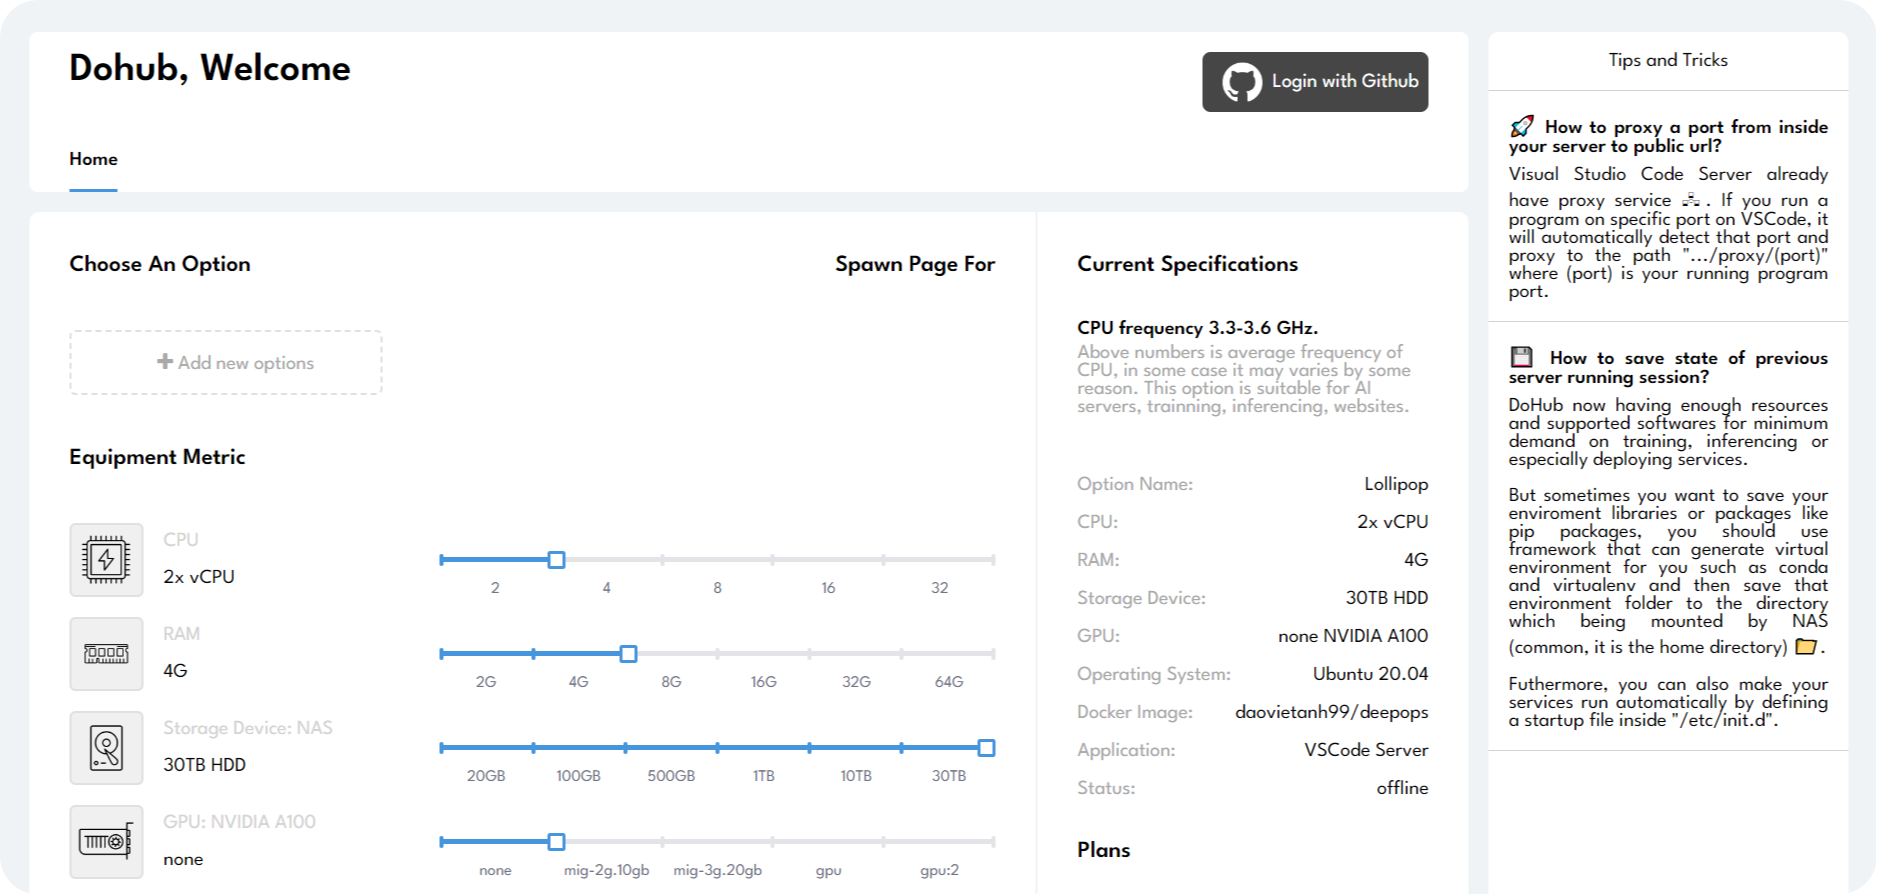 Dohub, Welcome
Login with Github
Home
Choose An Option
Spawn Page For
Add new options
Equipment Metric
CPU
2x vCPU
2 4 8 16 32
RAM
4G
2G 4G 8G 16G 32G 64G
Storage Device: NAS
30TB HDD
20GB 100GB 500GB 1TB 10TB 30TB
GPU: NVIDIA A100
none
none mig-2g.10gb mig-3g.20gb gpu gpu:2
Current Specifications
CPU frequency 3.3-3.6 GHz.
Above numbers is average frequency of
CPU, in some case it may varies by some
reason. This option is suitable for AI
servers, trainning, inferencing, websites.
Option Name: Lollipop
CPU: 2x vCPU
RAM: 4G
Storage Device: 30TB HDD
GPU: none NVIDIA A100
Operating System: Ubuntu 20.04
Docker Image: daovietanh99/deepops
Application: VSCode Server
Status: offline
Plans
Tips and Tricks
🚀 How to proxy a port from inside
your server to public url?
Visual Studio Code Server already
have proxy service 🖧. If you run a
program on specific port on VSCode, it
will automatically detect that port and
proxy to the path ".../proxy/(port)"
where (port) is your running program
port.
💾 How to save state of previous
server running session?
DoHub now having enough resources
and supported softwares for minimum
demand on training, inferencing or
especially deploying services.
But sometimes you want to save your
enviroment libraries or packages like
pip packages, you should use
framework that can generate virtual
environment for you such as conda
and virtualenv and then save that
environment folder to the directory
which being mounted by NAS
(common, it is the home directory) 📁.
Futhermore, you can also make your
services run automatically by defining
a startup file inside "/etc/init.d".